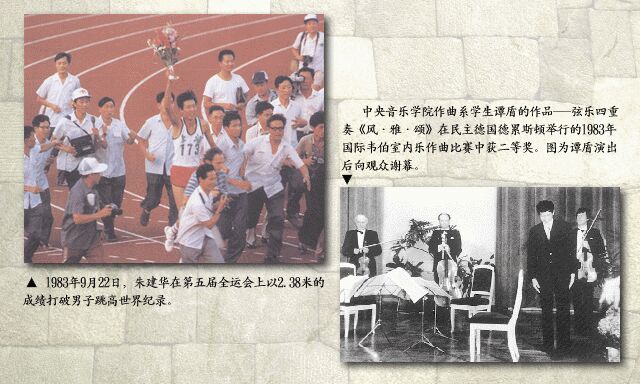 173
▲ 1983年9月22日，朱建华在第五届全运会上以2.38米的
成绩打破男子跳高世界纪录。
中央音乐学院作曲系学生谭盾的作品—弦乐四重
奏《风·雅·颂》在民主德国德累斯顿举行的1983年
国际韦伯室内乐作曲比赛中获二等奖。图为谭盾演出
后向观众谢幕。
▼